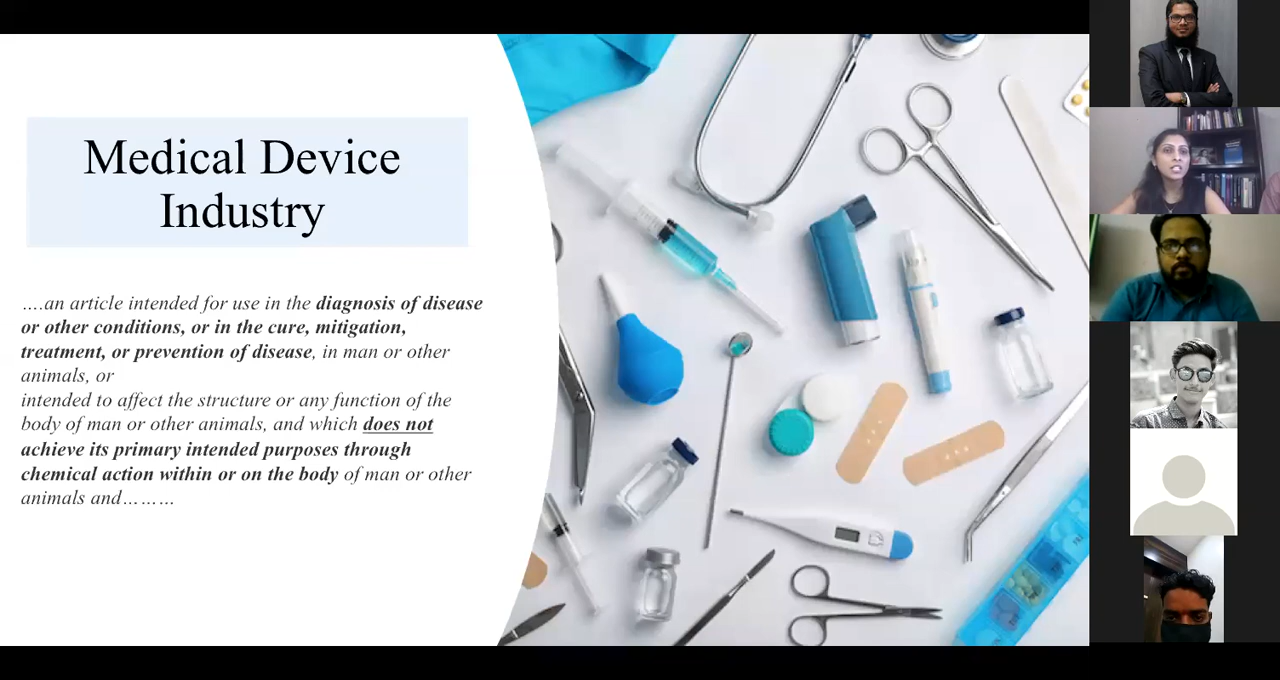 Medical Device
Industry
….an article intended for use in the diagnosis of disease
or other conditions, or in the cure, mitigation,
treatment, or prevention of disease, in man or other
animals, or
intended to affect the structure or any function of the
body of man or other animals, and which does not
achieve its primary intended purposes through
chemical action within or on the body of man or other
animals and………